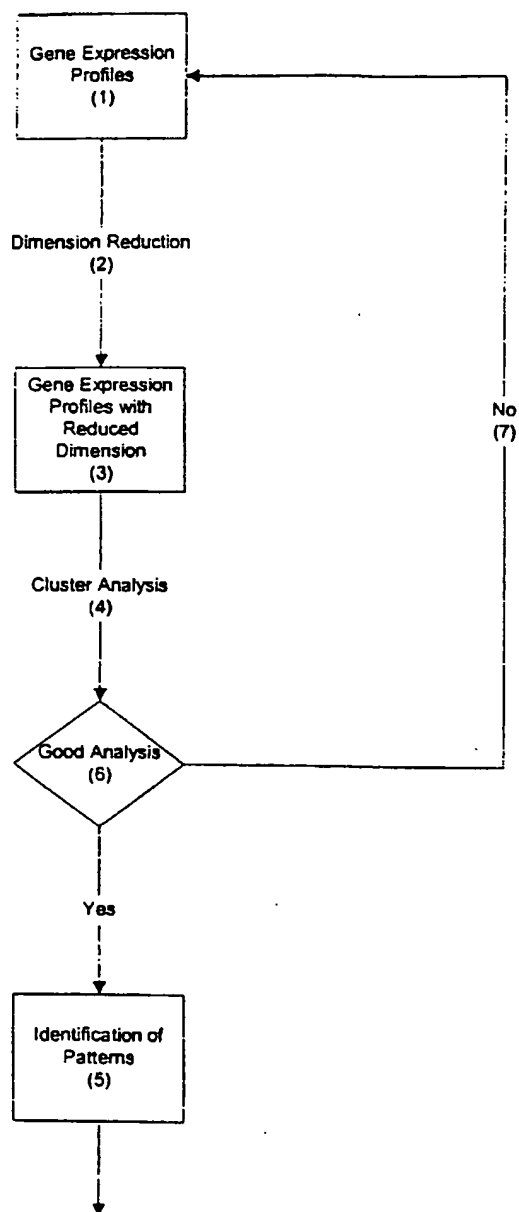 Gene Expression
Profiles
(1)
Dimension Reduction
(2)
Gene Expression
Profiles with
Reduced
Dimension
(3)
No
(7)
Cluster Analysis
(4)
Good Analysis
(6)
Yes
Identification of
Patterns
(5)